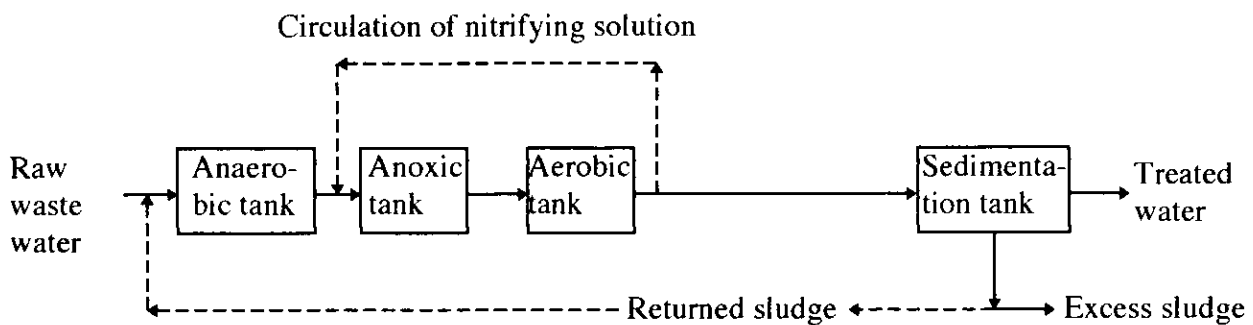 Circulation of nitrifying solution
Raw
waste
water
Anaero-
bic tank
Anoxic
tank
Aerobic
tank
Sedimenta-
tion tank
Treated
water
Returned sludge
Excess sludge